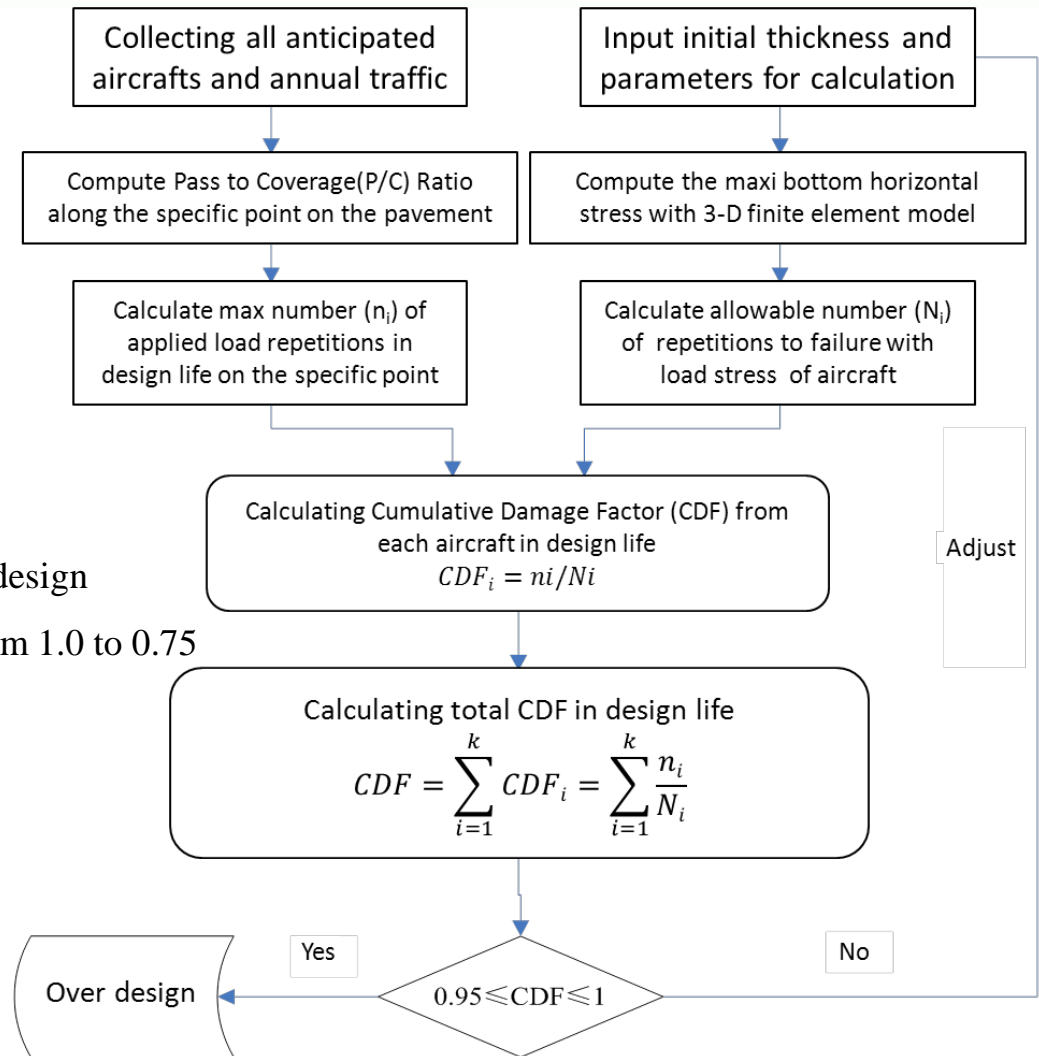 Collecting all anticipated
aircrafts and annual traffic
Input initial thickness and
parameters for calculation
Compute Pass to Coverage(P/C) Ratio
along the specific point on the pavement
Compute the maxi bottom horizontal
stress with 3-D finite element model
Calculate max number (nᵢ) of
applied load repetitions in
design life on the specific point
Calculate allowable number (Nᵢ)
of repetitions to failure with
load stress of aircraft
Calculating Cumulative Damage Factor (CDF) from
each aircraft in design life
CDFᵢ = ni/Ni
Adjust
design
m 1.0 to 0.75
Calculating total CDF in design life
CDF = ∑_{i=1}^{k} CDFᵢ = ∑_{i=1}^{k} nᵢ/Nᵢ
Yes
No
Over design
0.95≤CDF≤1